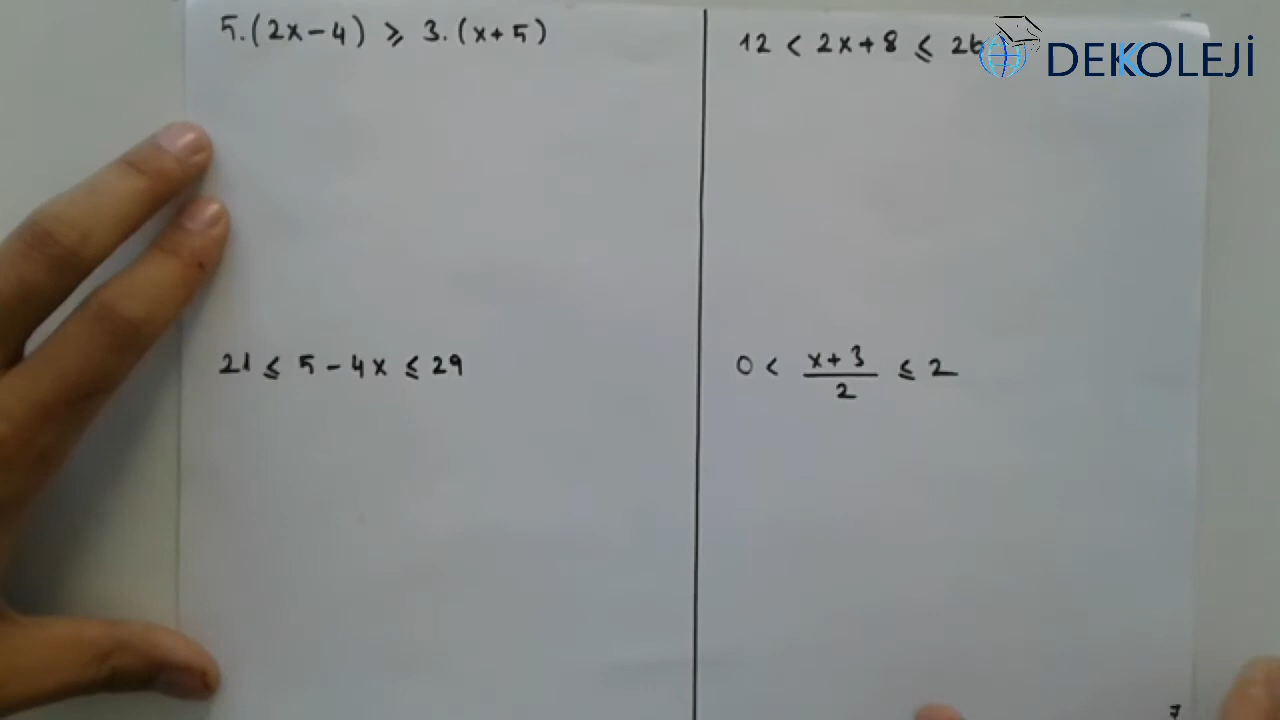 5.(2x-4) ⩾ 3.(x+5)
12 < 2x+8 ⩽ 26
DEKOLEJİ
21 ⩽ 5-4x ⩽ 29
0 < x+3/2 ⩽ 2
7